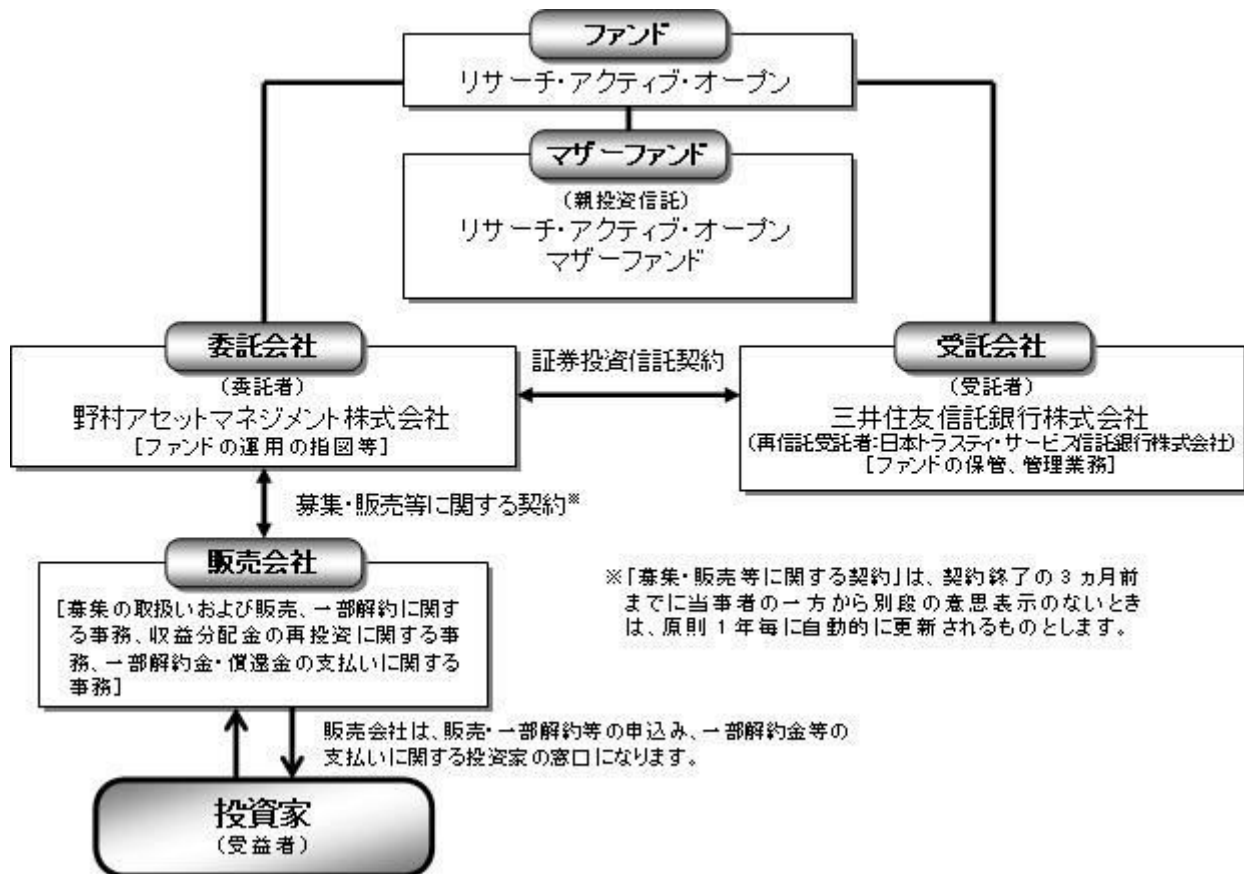 ファンド
リサーチ・アクティブ・オープン
マザーファンド
(親投資信託)
リサーチ・アクティブ・オープン
マザーファンド
委託会社
(委託者)
野村アセットマネジメント株式会社
[ファンドの運用の指図等]
証券投資信託契約
受託会社
(受託者)
三井住友信託銀行株式会社
(再信託受託者:日本トラスティ・サービス信託銀行株式会社)
[ファンドの保管、管理業務]
募集・販売等に関する契約※
販売会社
[募集の取扱いおよび販売、一部解約に関す
る事務、収益分配金の再投資に関する事
務、一部解約金・償還金の支払いに関する
事務]
※「募集・販売等に関する契約」は、契約終了の3ヵ月前
までに当事者の一方から別段の意思表示のないとき
は、原則1年毎に自動的に更新されるものとします。
販売会社は、販売・一部解約等の申込み、一部解約金等の
支払いに関する投資家の窓口になります。
投資家
(受益者)